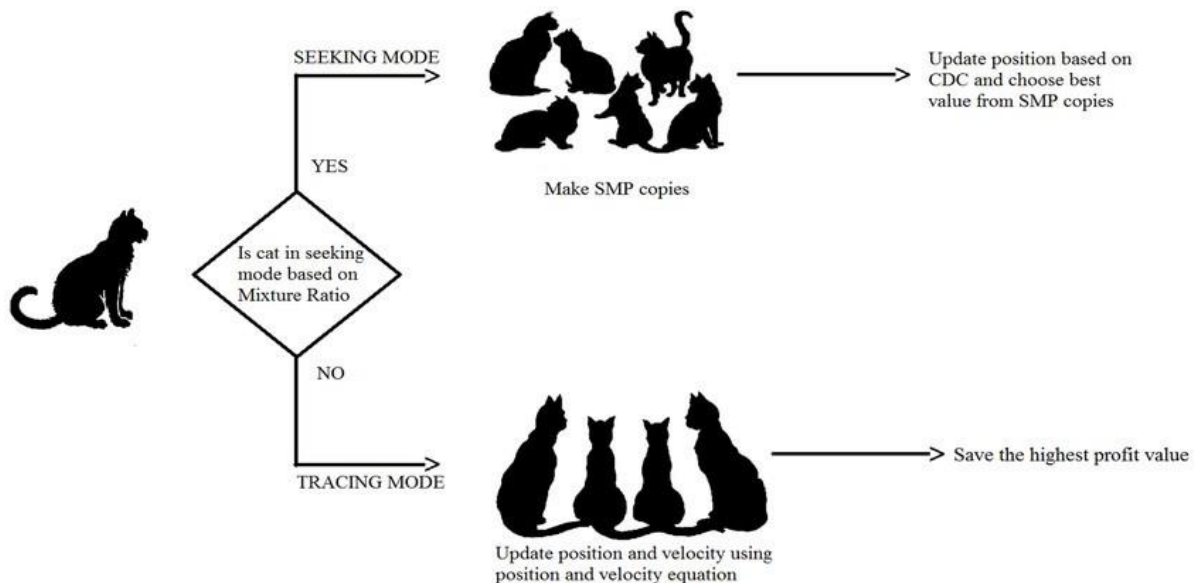 SEEKING MODE
Update position based on
CDC and choose best
value from SMP copies
YES
Make SMP copies
Is cat in seeking
mode based on
Mixture Ratio
NO
TRACING MODE
Save the highest profit value
Update position and velocity using
position and velocity equation